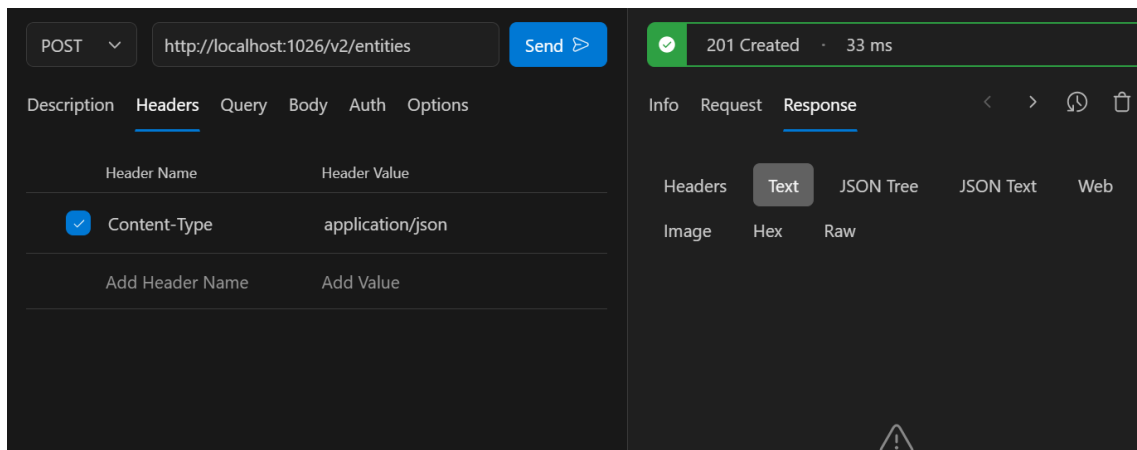 POST
http://localhost:1026/v2/entities
Send
Description Headers Query Body Auth Options
Header Name Header Value
Content-Type application/json
Add Header Name Add Value
201 Created · 33 ms
Info Request Response
Headers Text JSON Tree JSON Text Web
Image Hex Raw